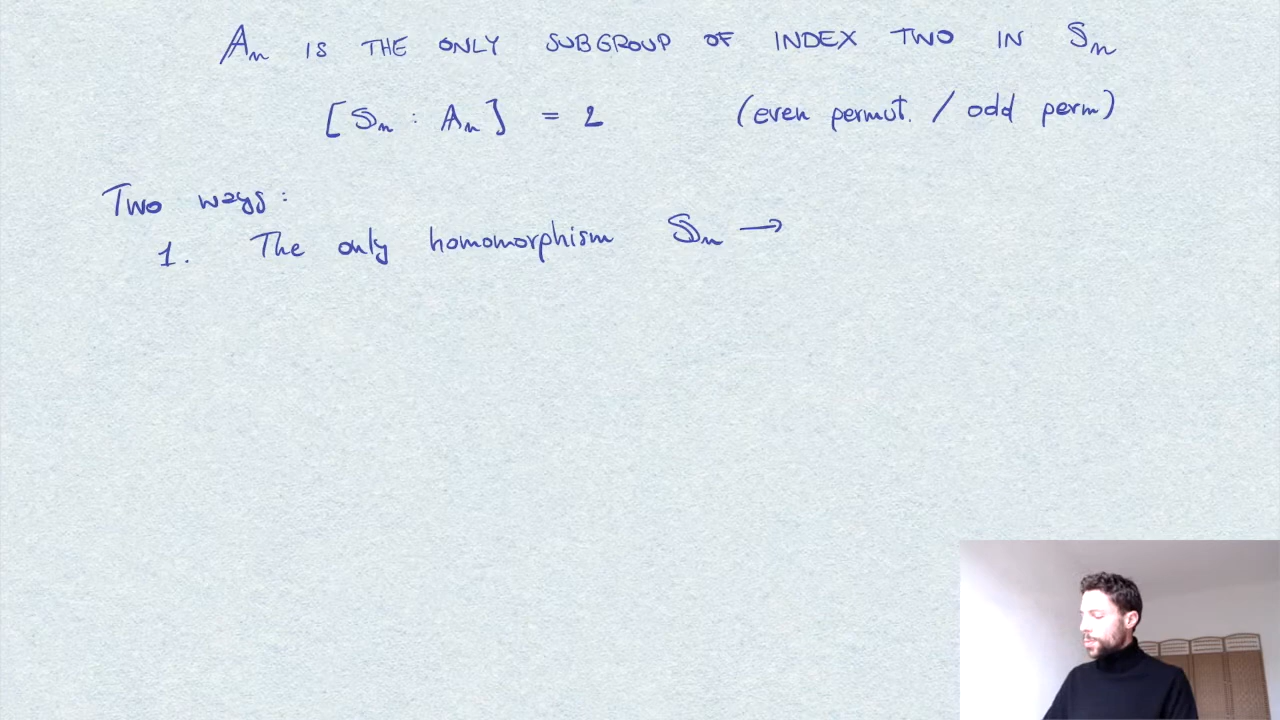 An IS THE ONLY SUBGROUP OF INDEX TWO IN Sn
[Sn : An] = 2 (even permut. / odd perm)
Two ways:
1. The only homomorphism Sn →